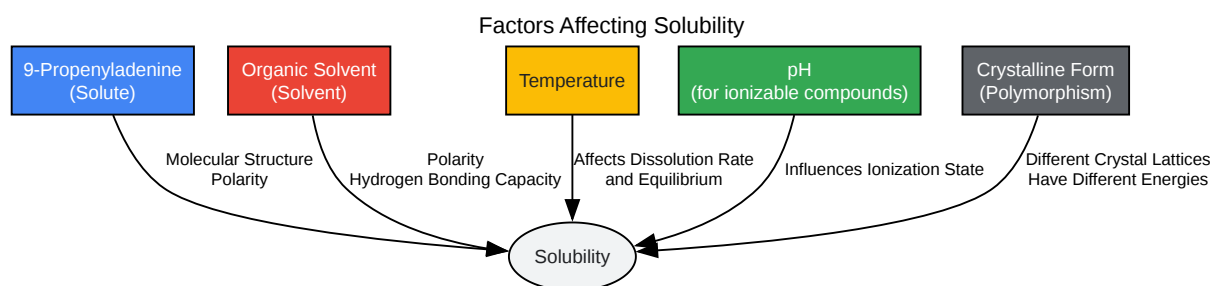 Factors Affecting Solubility
9-Propenyladenine
(Solute)
Organic Solvent
(Solvent)
Temperature
pH
(for ionizable compounds)
Crystalline Form
(Polymorphism)
Molecular Structure
Polarity
Polarity
Hydrogen Bonding Capacity
Affects Dissolution Rate
and Equilibrium
Influences Ionization State
Different Crystal Lattices
Have Different Energies
Solubility